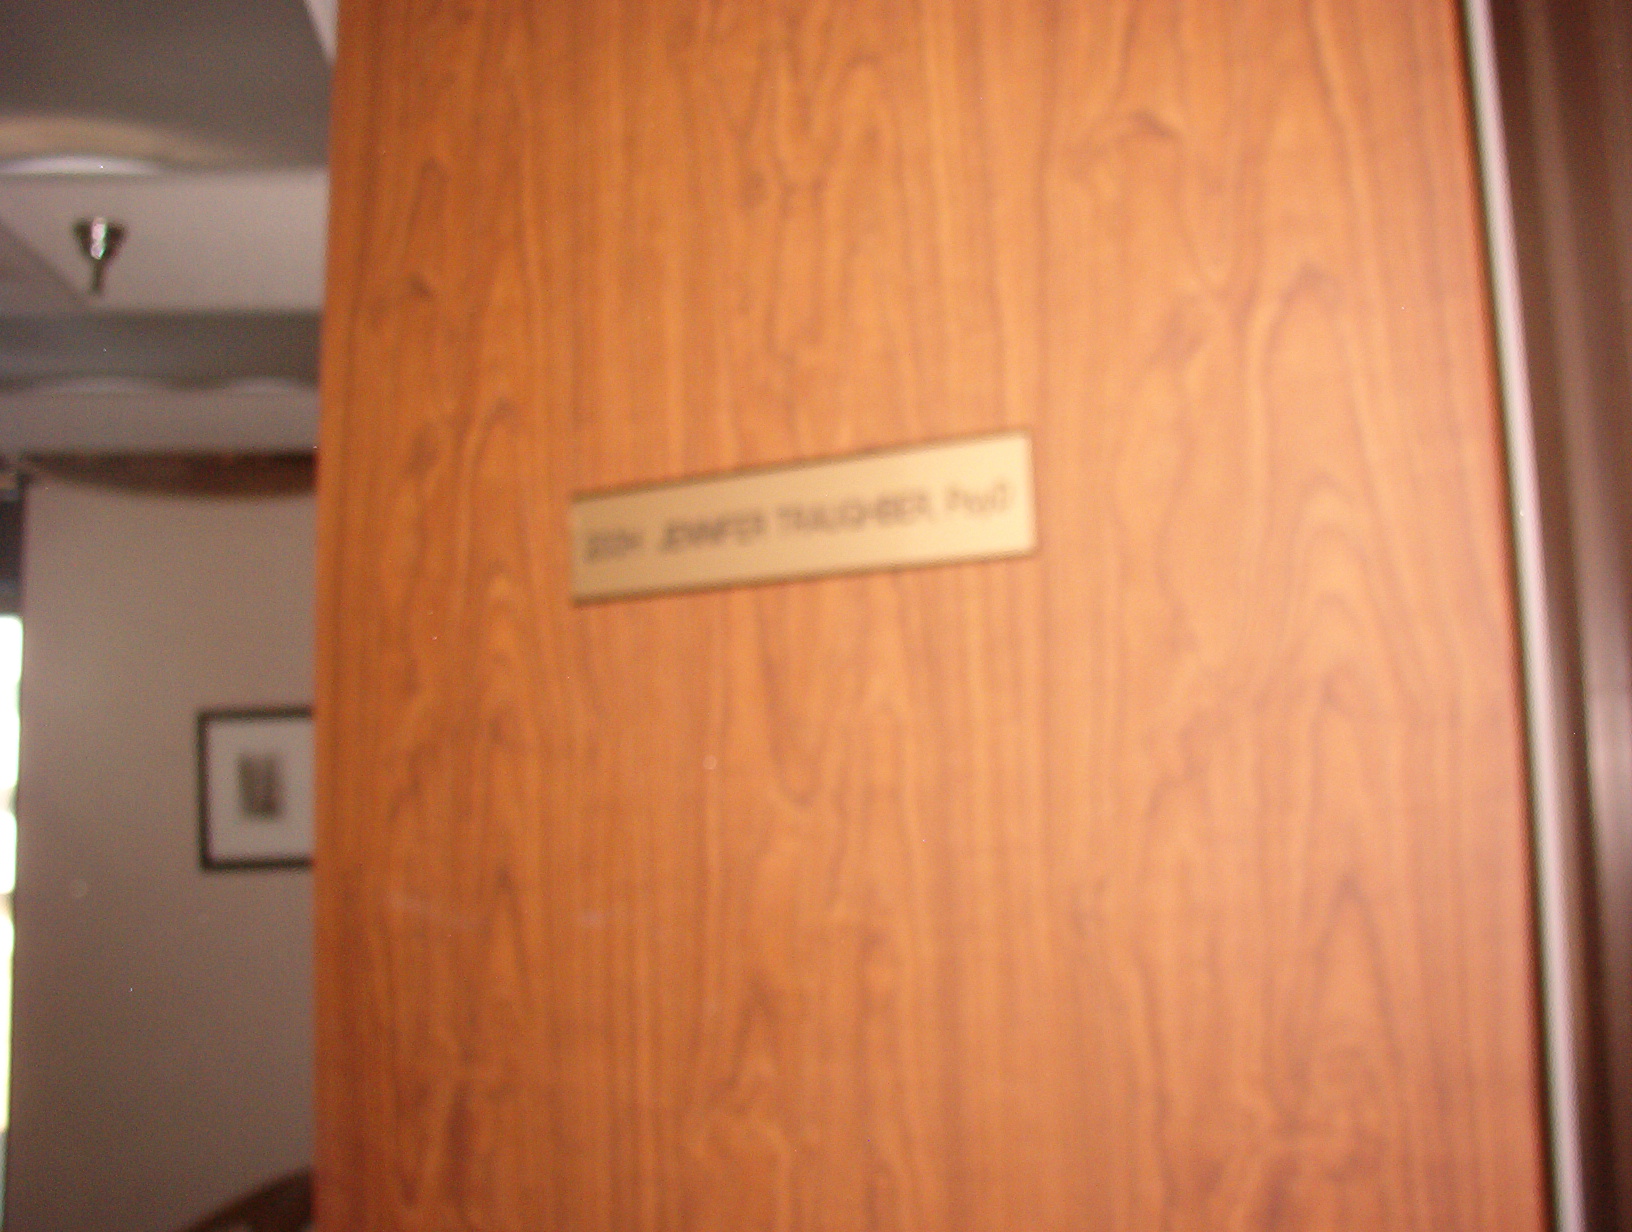 JENNIFER TRAUGHBER, PsyD